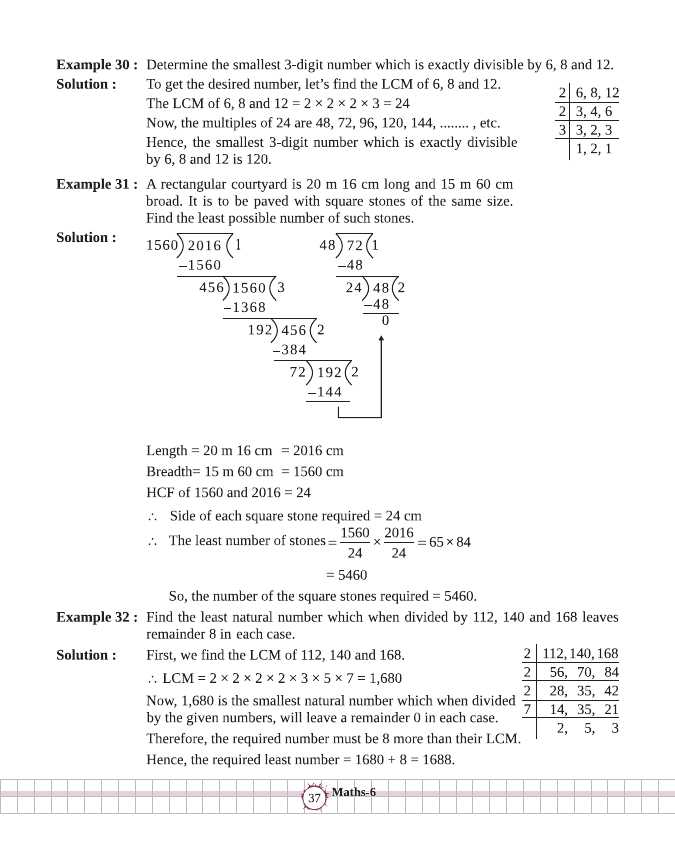 Example 30 : Determine the smallest 3-digit number which is exactly divisible by 6, 8 and 12.
Solution : To get the desired number, let's find the LCM of 6, 8 and 12.
The LCM of 6, 8 and 12 = 2 × 2 × 2 × 3 = 24
Now, the multiples of 24 are 48, 72, 96, 120, 144, ........ , etc.
Hence, the smallest 3-digit number which is exactly divisible
by 6, 8 and 12 is 120.
2 | 6, 8, 12
2 | 3, 4, 6
3 | 3, 2, 3
| 1, 2, 1
Example 31 : A rectangular courtyard is 20 m 16 cm long and 15 m 60 cm
broad. It is to be paved with square stones of the same size.
Find the least possible number of such stones.
Solution :
1560) 2016 (1
–1560
456) 1560 (3
–1368
192) 456 (2
–384
72) 192 (2
–144
48) 72 (1
–48
24) 48 (2
–48
0
Length = 20 m 16 cm = 2016 cm
Breadth= 15 m 60 cm = 1560 cm
HCF of 1560 and 2016 = 24
∴ Side of each square stone required = 24 cm
∴ The least number of stones = 1560/24 × 2016/24 = 65 × 84
= 5460
So, the number of the square stones required = 5460.
Example 32 : Find the least natural number which when divided by 112, 140 and 168 leaves
remainder 8 in each case.
Solution : First, we find the LCM of 112, 140 and 168.
∴ LCM = 2 × 2 × 2 × 2 × 3 × 5 × 7 = 1,680
Now, 1,680 is the smallest natural number which when divided
by the given numbers, will leave a remainder 0 in each case.
Therefore, the required number must be 8 more than their LCM.
Hence, the required least number = 1680 + 8 = 1688.
2 | 112, 140, 168
2 | 56, 70, 84
2 | 28, 35, 42
7 | 14, 35, 21
| 2, 5, 3
37 Maths-6